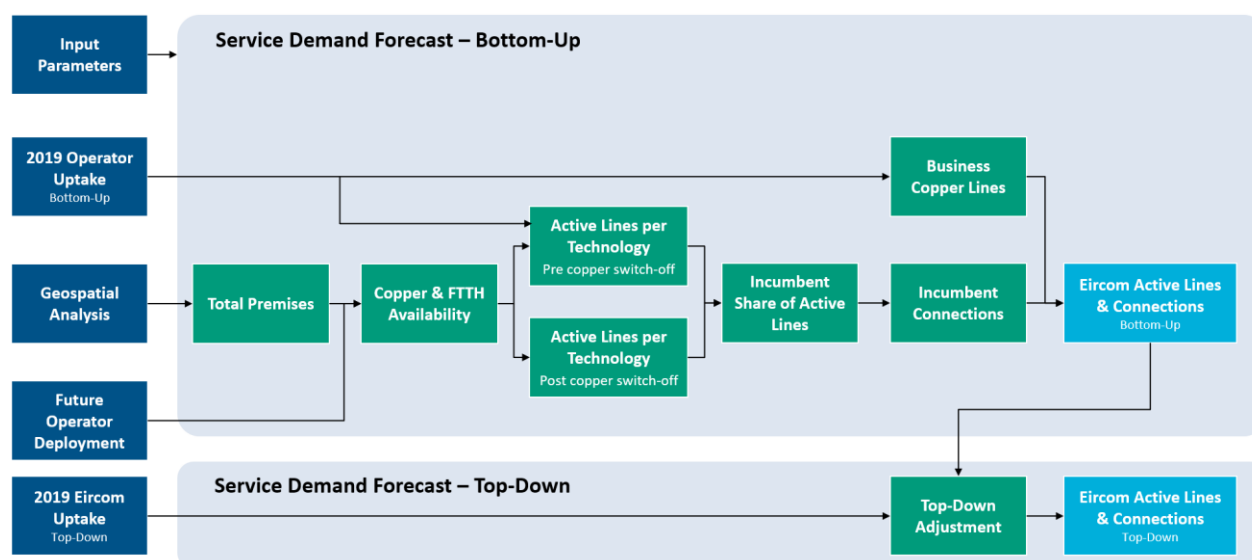 Input
Parameters
Service Demand Forecast – Bottom-Up
2019 Operator
Uptake
Bottom-Up
Business
Copper Lines
Active Lines per
Technology
Pre copper switch-off
Geospatial
Analysis
Total Premises
Copper & FTTH
Availability
Incumbent
Share of Active
Lines
Incumbent
Connections
Eircom Active Lines
& Connections
Bottom-Up
Active Lines per
Technology
Post copper switch-off
Future
Operator
Deployment
2019 Eircom
Uptake
Top-Down
Service Demand Forecast – Top-Down
Top-Down
Adjustment
Eircom Active Lines
& Connections
Top-Down